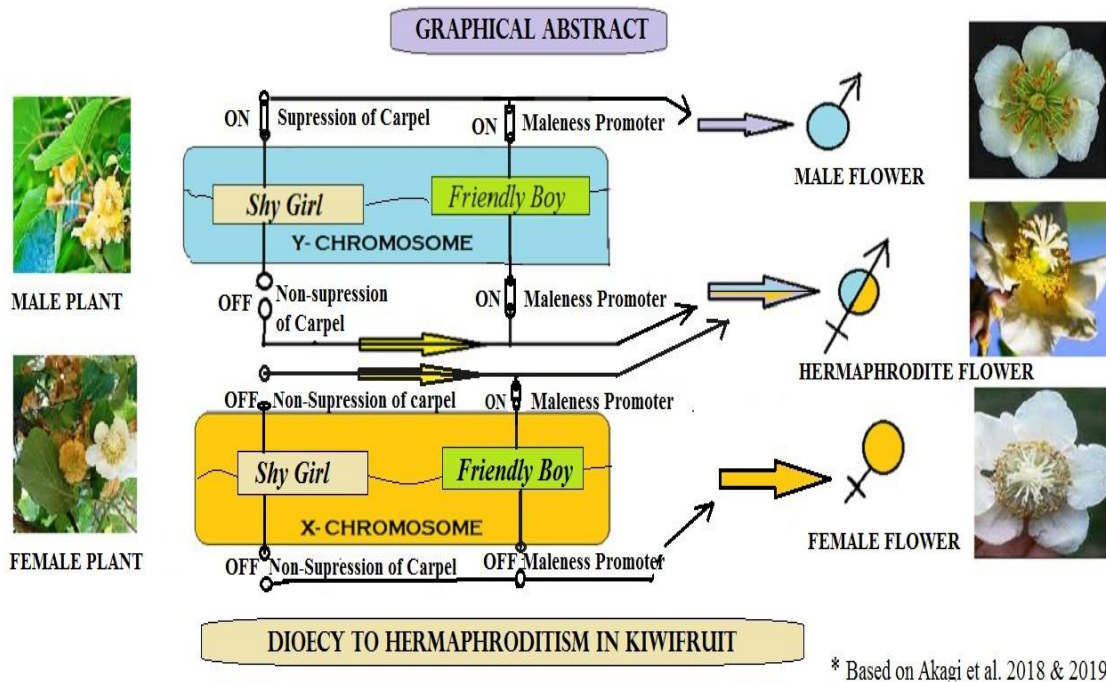 GRAPHICAL ABSTRACT
ON
Supression of Carpel
ON
Maleness Promoter
MALE FLOWER
Shy Girl
Friendly Boy
Y- CHROMOSOME
MALE PLANT
OFF
Non-supression
of Carpel
ON
Maleness Promoter
HERMAPHRODITE FLOWER
OFF
Non-Supression of carpel
ON
Maleness Promoter
Shy Girl
Friendly Boy
X- CHROMOSOME
FEMALE PLANT
FEMALE FLOWER
OFF
Non-Supression of Carpel
OFF
Maleness Promoter
DIOECY TO HERMAPHRODITISM IN KIWIFRUIT
* Based on Akagi et al. 2018 & 2019